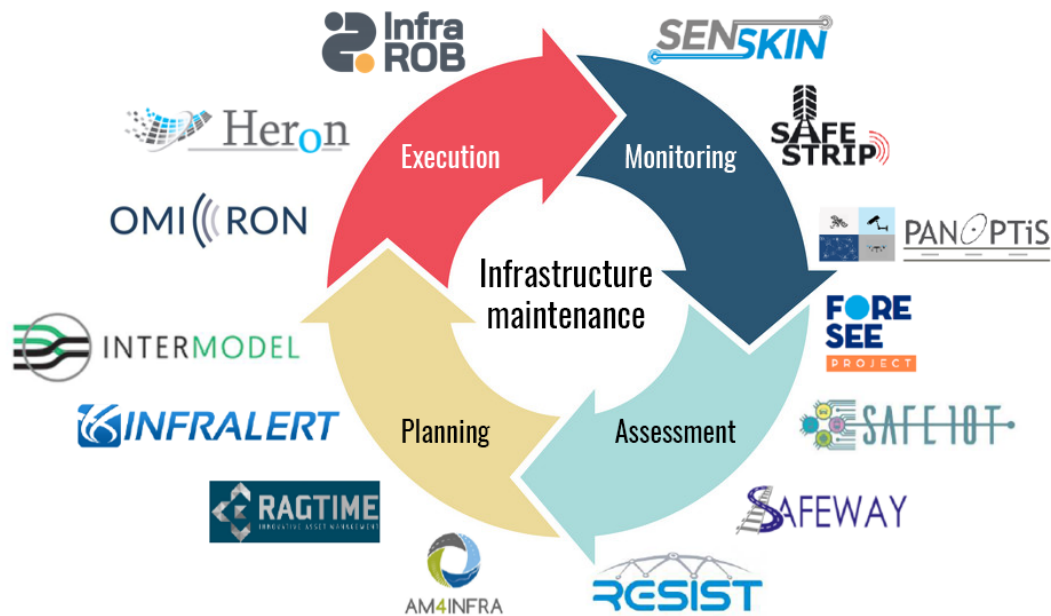 Infra
ROB
SENSKIN
Heron
SAFE
STRIP
Execution
Monitoring
OMICRON
PANOPTiS
Infrastructure
maintenance
FORE
SEE
PROJECT
INTERMODEL
INFRALERT
Planning
Assessment
SAFE10T
RAGTIME
INNOVATIVE ASSET MANAGEMENT
SAFEWAY
AM4INFRA
RESIST